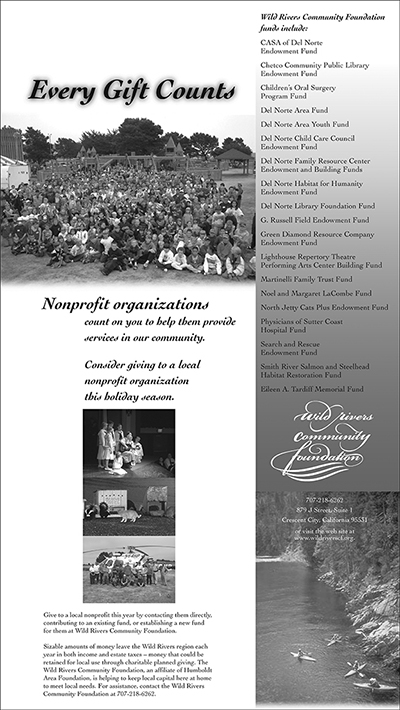 Every Gift Counts
Nonprofit organizations
count on you to help them provide
services in our community.
Consider giving to a local
nonprofit organization
this holiday season.
Give to a local nonprofit this year by contacting them directly,
contributing to an existing fund, or establishing a new fund
for them at Wild Rivers Community Foundation.
Sizable amounts of money leave the Wild Rivers region each
year in both income and estate taxes – money that could be
retained for local use through charitable planned giving. The
Wild Rivers Community Foundation, an affiliate of Humboldt
Area Foundation, is helping to keep local capital here at home
to meet local needs. For assistance, contact the Wild Rivers
Community Foundation at 707-218-6262.
Wild Rivers Community Foundation
funds include:
CASA of Del Norte
Endowment Fund
Chetco Community Public Library
Endowment Fund
Children's Oral Surgery
Program Fund
Del Norte Area Fund
Del Norte Area Youth Fund
Del Norte Child Care Council
Endowment Fund
Del Norte Family Resource Center
Endowment and Building Funds
Del Norte Habitat for Humanity
Endowment Fund
Del Norte Library Foundation Fund
G. Russell Field Endowment Fund
Green Diamond Resource Company
Endowment Fund
Lighthouse Repertory Theatre
Performing Arts Center Building Fund
Martinelli Family Trust Fund
Noel and Margaret LaCombe Fund
North Jetty Cats Plus Endowment Fund
Physicians of Sutter Coast
Hospital Fund
Search and Rescue
Endowment Fund
Smith River Salmon and Steelhead
Habitat Restoration Fund
Eileen A. Tardiff Memorial Fund
wild rivers
community
foundation
707-218-6262
879 J Street, Suite 1
Crescent City, California 95531
or visit the web site at
www.wildriverscf.org